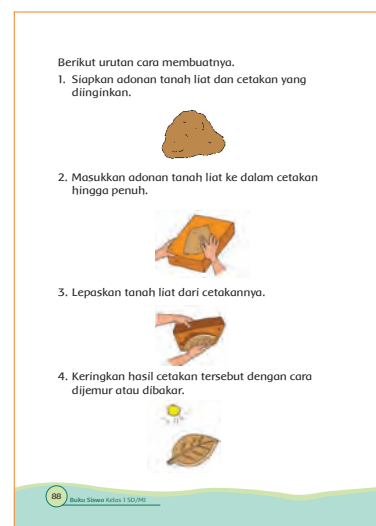 Berikut urutan cara membuatnya.
1. Siapkan adonan tanah liat dan cetakan yang
diinginkan.
2. Masukkan adonan tanah liat ke dalam cetakan
hingga penuh.
3. Lepaskan tanah liat dari cetakannya.
4. Keringkan hasil cetakan tersebut dengan cara
dijemur atau dibakar.
88 Buku Siswa Kelas 1 SD/MI